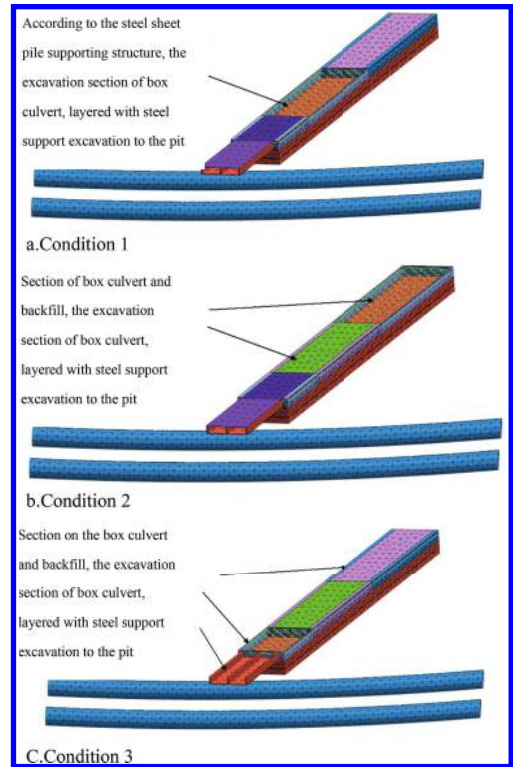 According to the steel sheet
pile supporting structure, the
excavation section of box
culvert, layered with steel
support excavation to the pit
a.Condition 1
Section of box culvert and
backfill, the excavation
section of box culvert,
layered with steel support
excavation to the pit
b.Condition 2
Section on the box culvert
and backfill, the excavation
section of box culvert,
layered with steel support
excavation to the pit
C.Condition 3